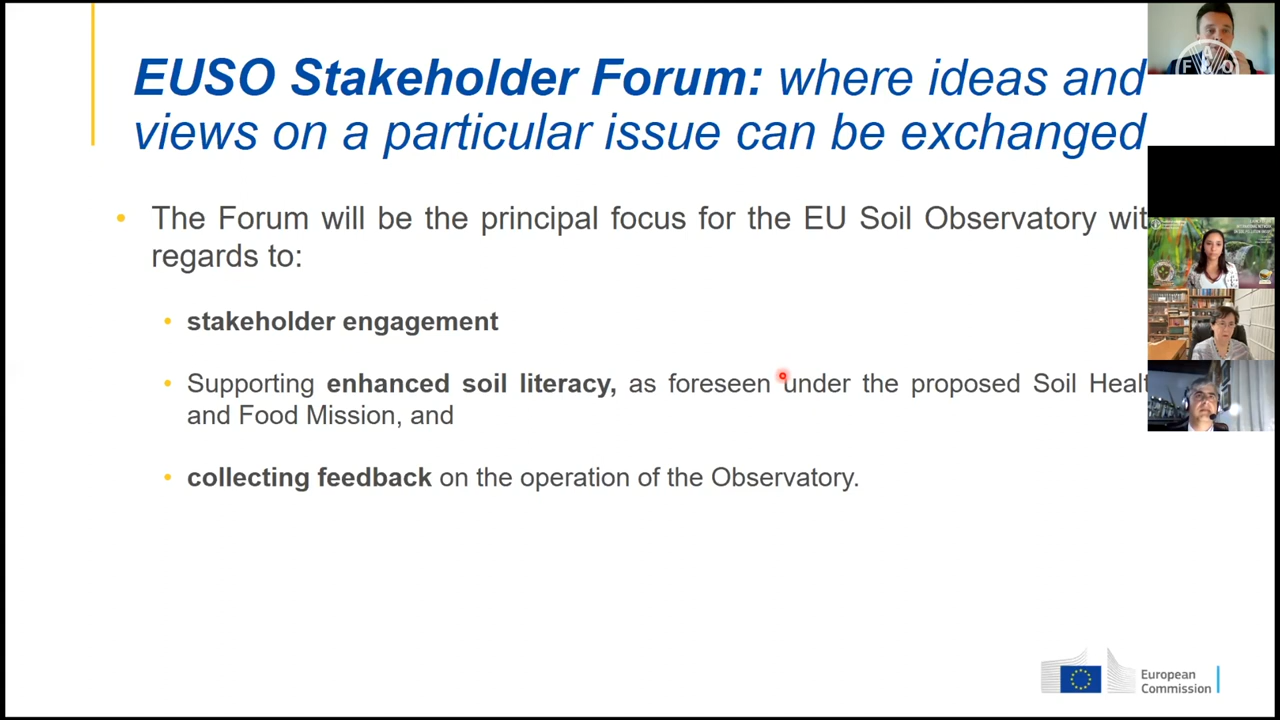 EUSO Stakeholder Forum: where ideas and
views on a particular issue can be exchanged
• The Forum will be the principal focus for the EU Soil Observatory wit
regards to:
• stakeholder engagement
• Supporting enhanced soil literacy, as foreseen under the proposed Soil Healt
and Food Mission, and
• collecting feedback on the operation of the Observatory.
European
Commission
F A O